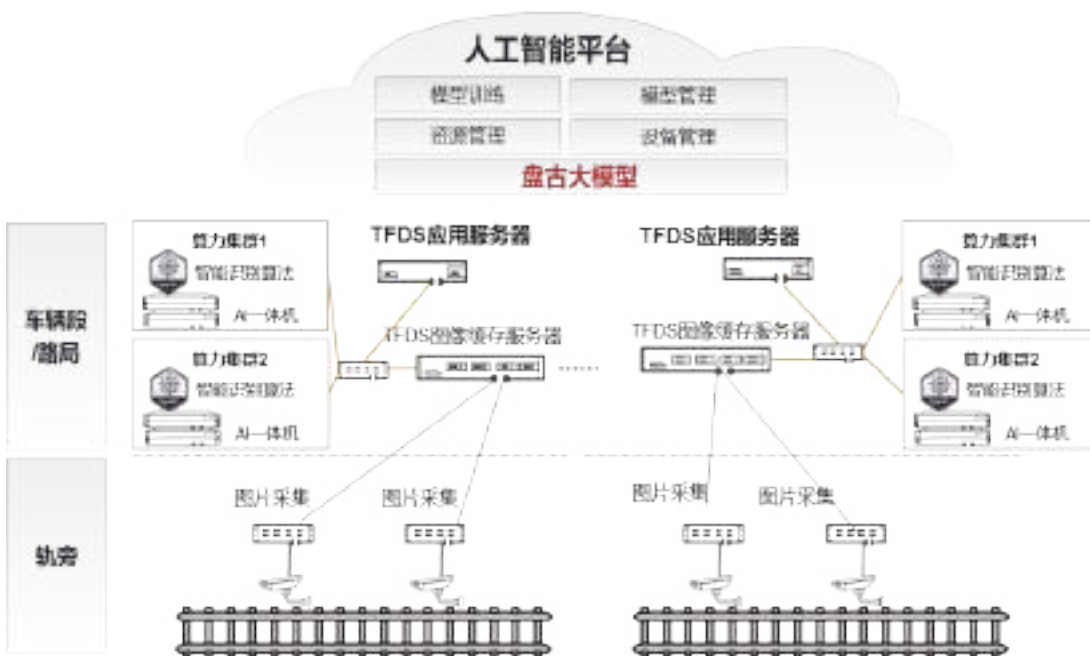 人工智能平台
模型训练
模型管理
资源管理
设备管理
盘古大模型
车辆段
/路局
算力集群1
智能识别算法
AI一体机
算力集群2
智能识别算法
AI一体机
TFDS应用服务器
TFDS图像缓存服务器
......
TFDS应用服务器
TFDS图像缓存服务器
算力集群1
智能识别算法
AI一体机
算力集群2
智能识别算法
AI一体机
轨旁
图片采集
图片采集
图片采集
图片采集